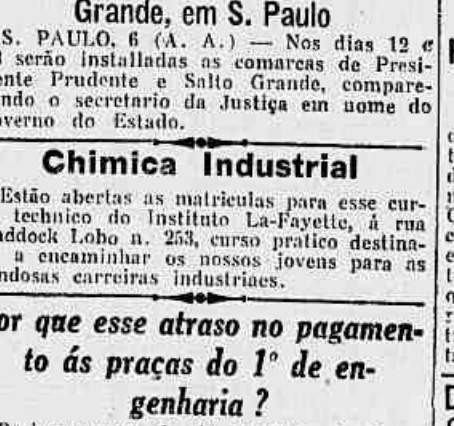 Grande, em S. Paulo
S. PAULO, 6 (A. A.) — Nos dias 12 e
serão installadas as comarcas de Presi-
ente Prudente e Salto Grande, compare-
ndo o secretario da Justiça em nome do
overno do Estado.
Chimica Industrial
Estão abertas as matriculas para esse cur-
technico do Instituto La-Fayette, á rua
addock Lobo n. 253, curso pratico destina-
a encaminhar os nossos jovens para as
ndosas carreiras industriaes.
or que esse atraso no pagamen-
to ás praças do 1º de en-
genharia ?